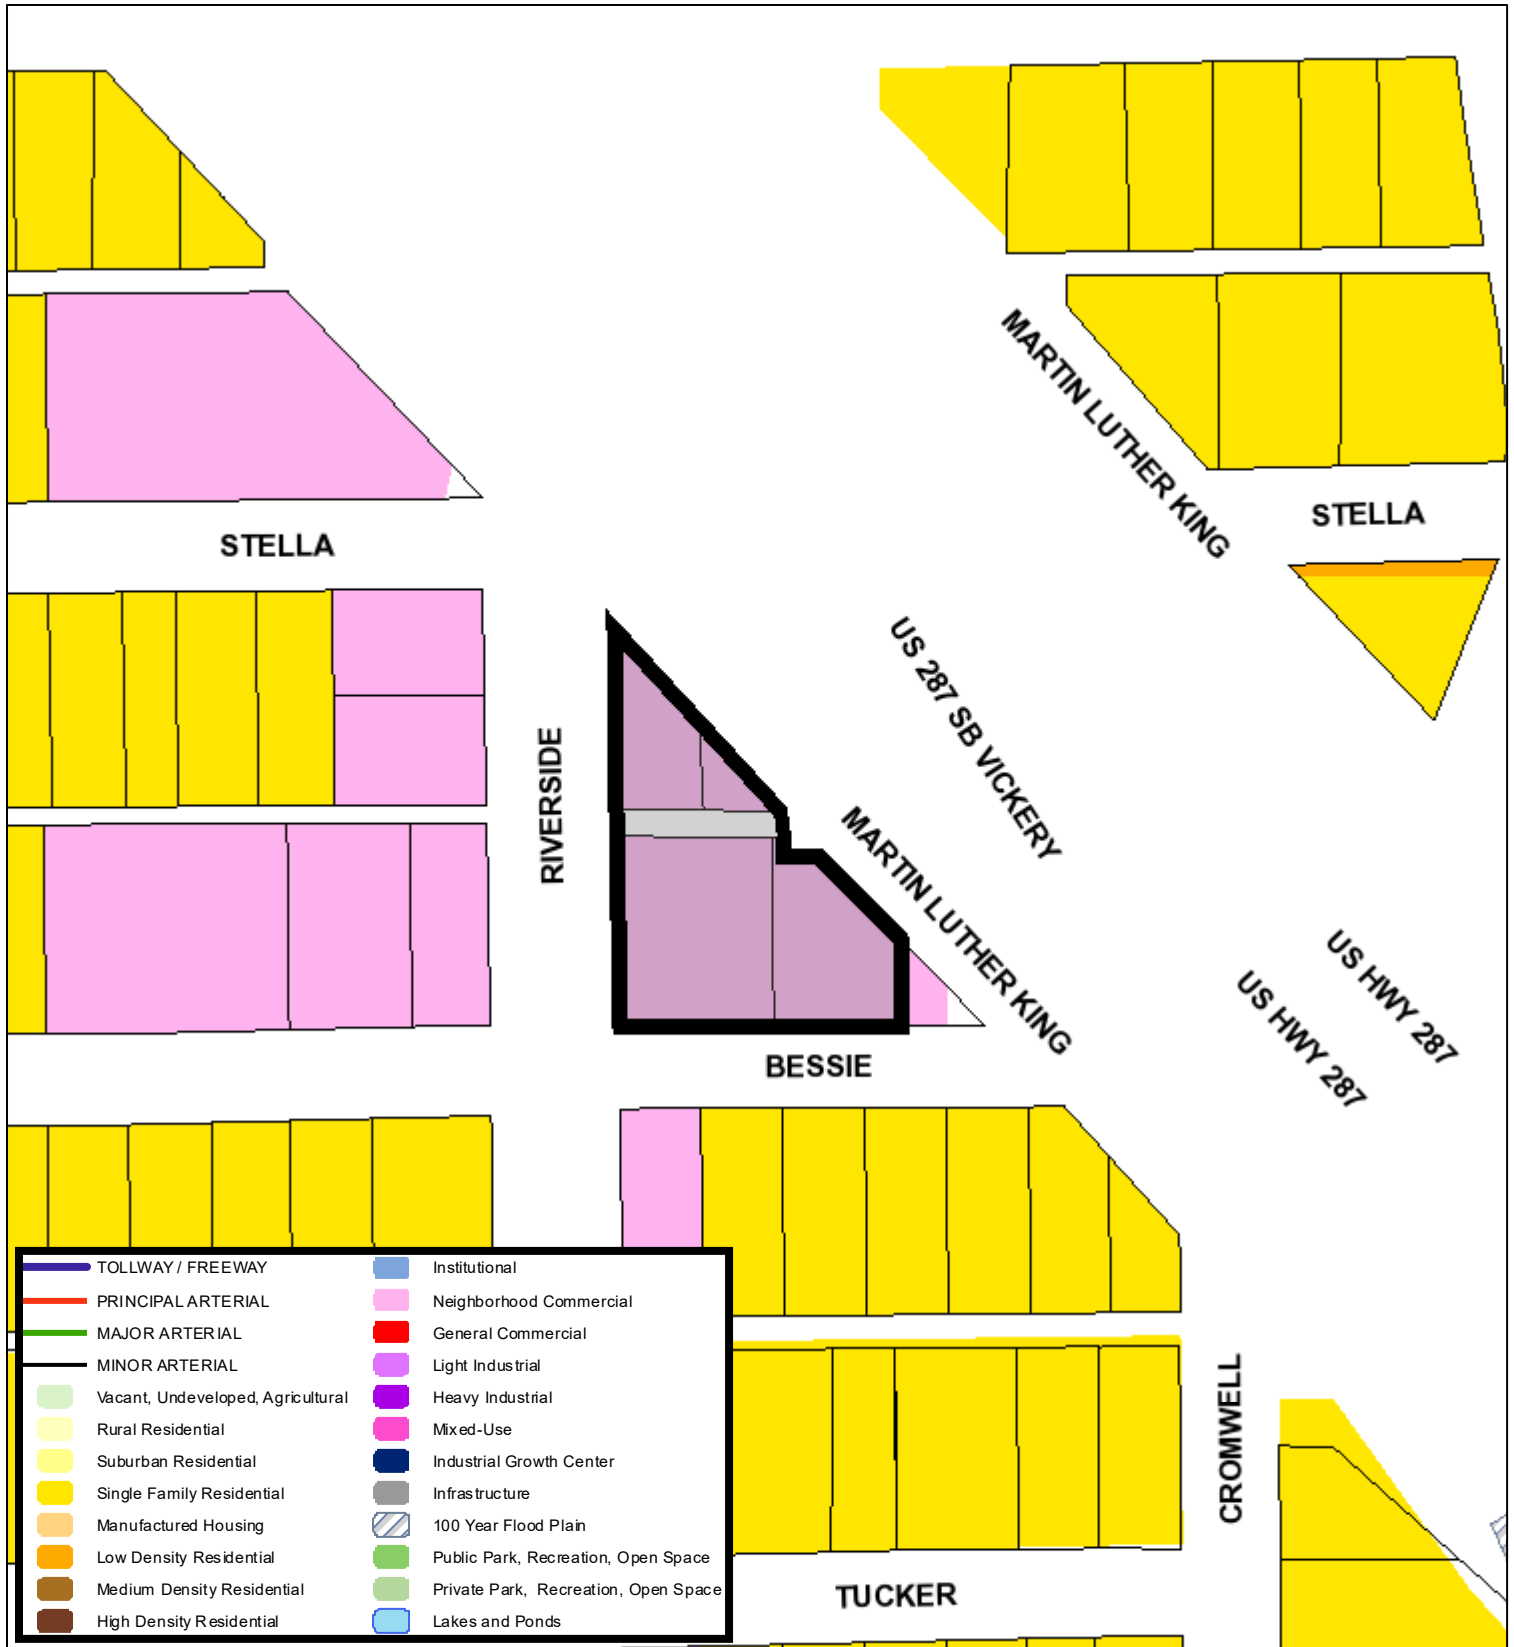 MARTIN LUTHER KING
STELLA
STELLA
US 287 SB VICKERY
RIVERSIDE
MARTIN LUTHER KING
US HWY 287
US HWY 287
BESSIE
CROMWELL
TUCKER
TOLLWAY / FREEWAY
PRINCIPAL ARTERIAL
MAJOR ARTERIAL
MINOR ARTERIAL
Vacant, Undeveloped, Agricultural
Rural Residential
Suburban Residential
Single Family Residential
Manufactured Housing
Low Density Residential
Medium Density Residential
High Density Residential
Institutional
Neighborhood Commercial
General Commercial
Light Industrial
Heavy Industrial
Mixed-Use
Industrial Growth Center
Infrastructure
100 Year Flood Plain
Public Park, Recreation, Open Space
Private Park, Recreation, Open Space
Lakes and Ponds